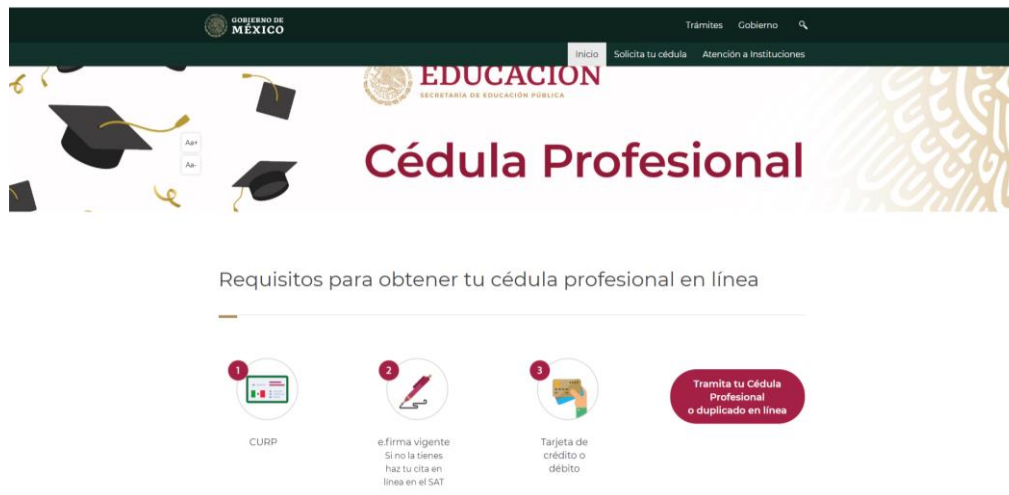 GOBIERNO DE
MÉXICO
Trámites Gobierno
Inicio Solicita tu cédula Atención a Instituciones
EDUCACIÓN
SECRETARÍA DE EDUCACIÓN PÚBLICA
Aa+
Aa-
Cédula Profesional
Requisitos para obtener tu cédula profesional en línea
1
2
3
CURP
e.firma vigente
Si no la tienes
haz tu cita en
línea en el SAT
Tarjeta de
crédito o
débito
Tramita tu Cédula
Profesional
o duplicado en línea